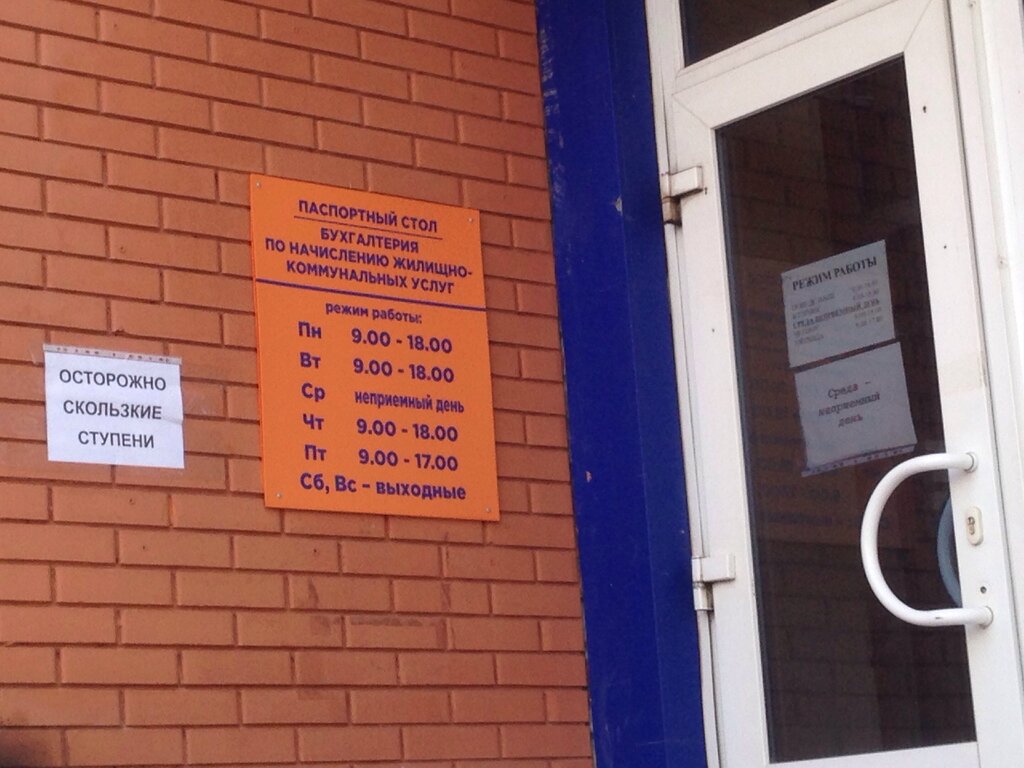 ПАСПОРТНЫЙ СТОЛ
БУХГАЛТЕРИЯ
ПО НАЧИСЛЕНИЮ ЖИЛИЩНО-
КОММУНАЛЬНЫХ УСЛУГ
режим работы:
Пн 9.00 - 18.00
Вт 9.00 - 18.00
Ср неприемный день
Чт 9.00 - 18.00
Пт 9.00 - 17.00
Сб, Вс - выходные
ОСТОРОЖНО
СКОЛЬЗКИЕ
СТУПЕНИ
РЕЖИМ РАБОТЫ
Среда -
неприемный
день